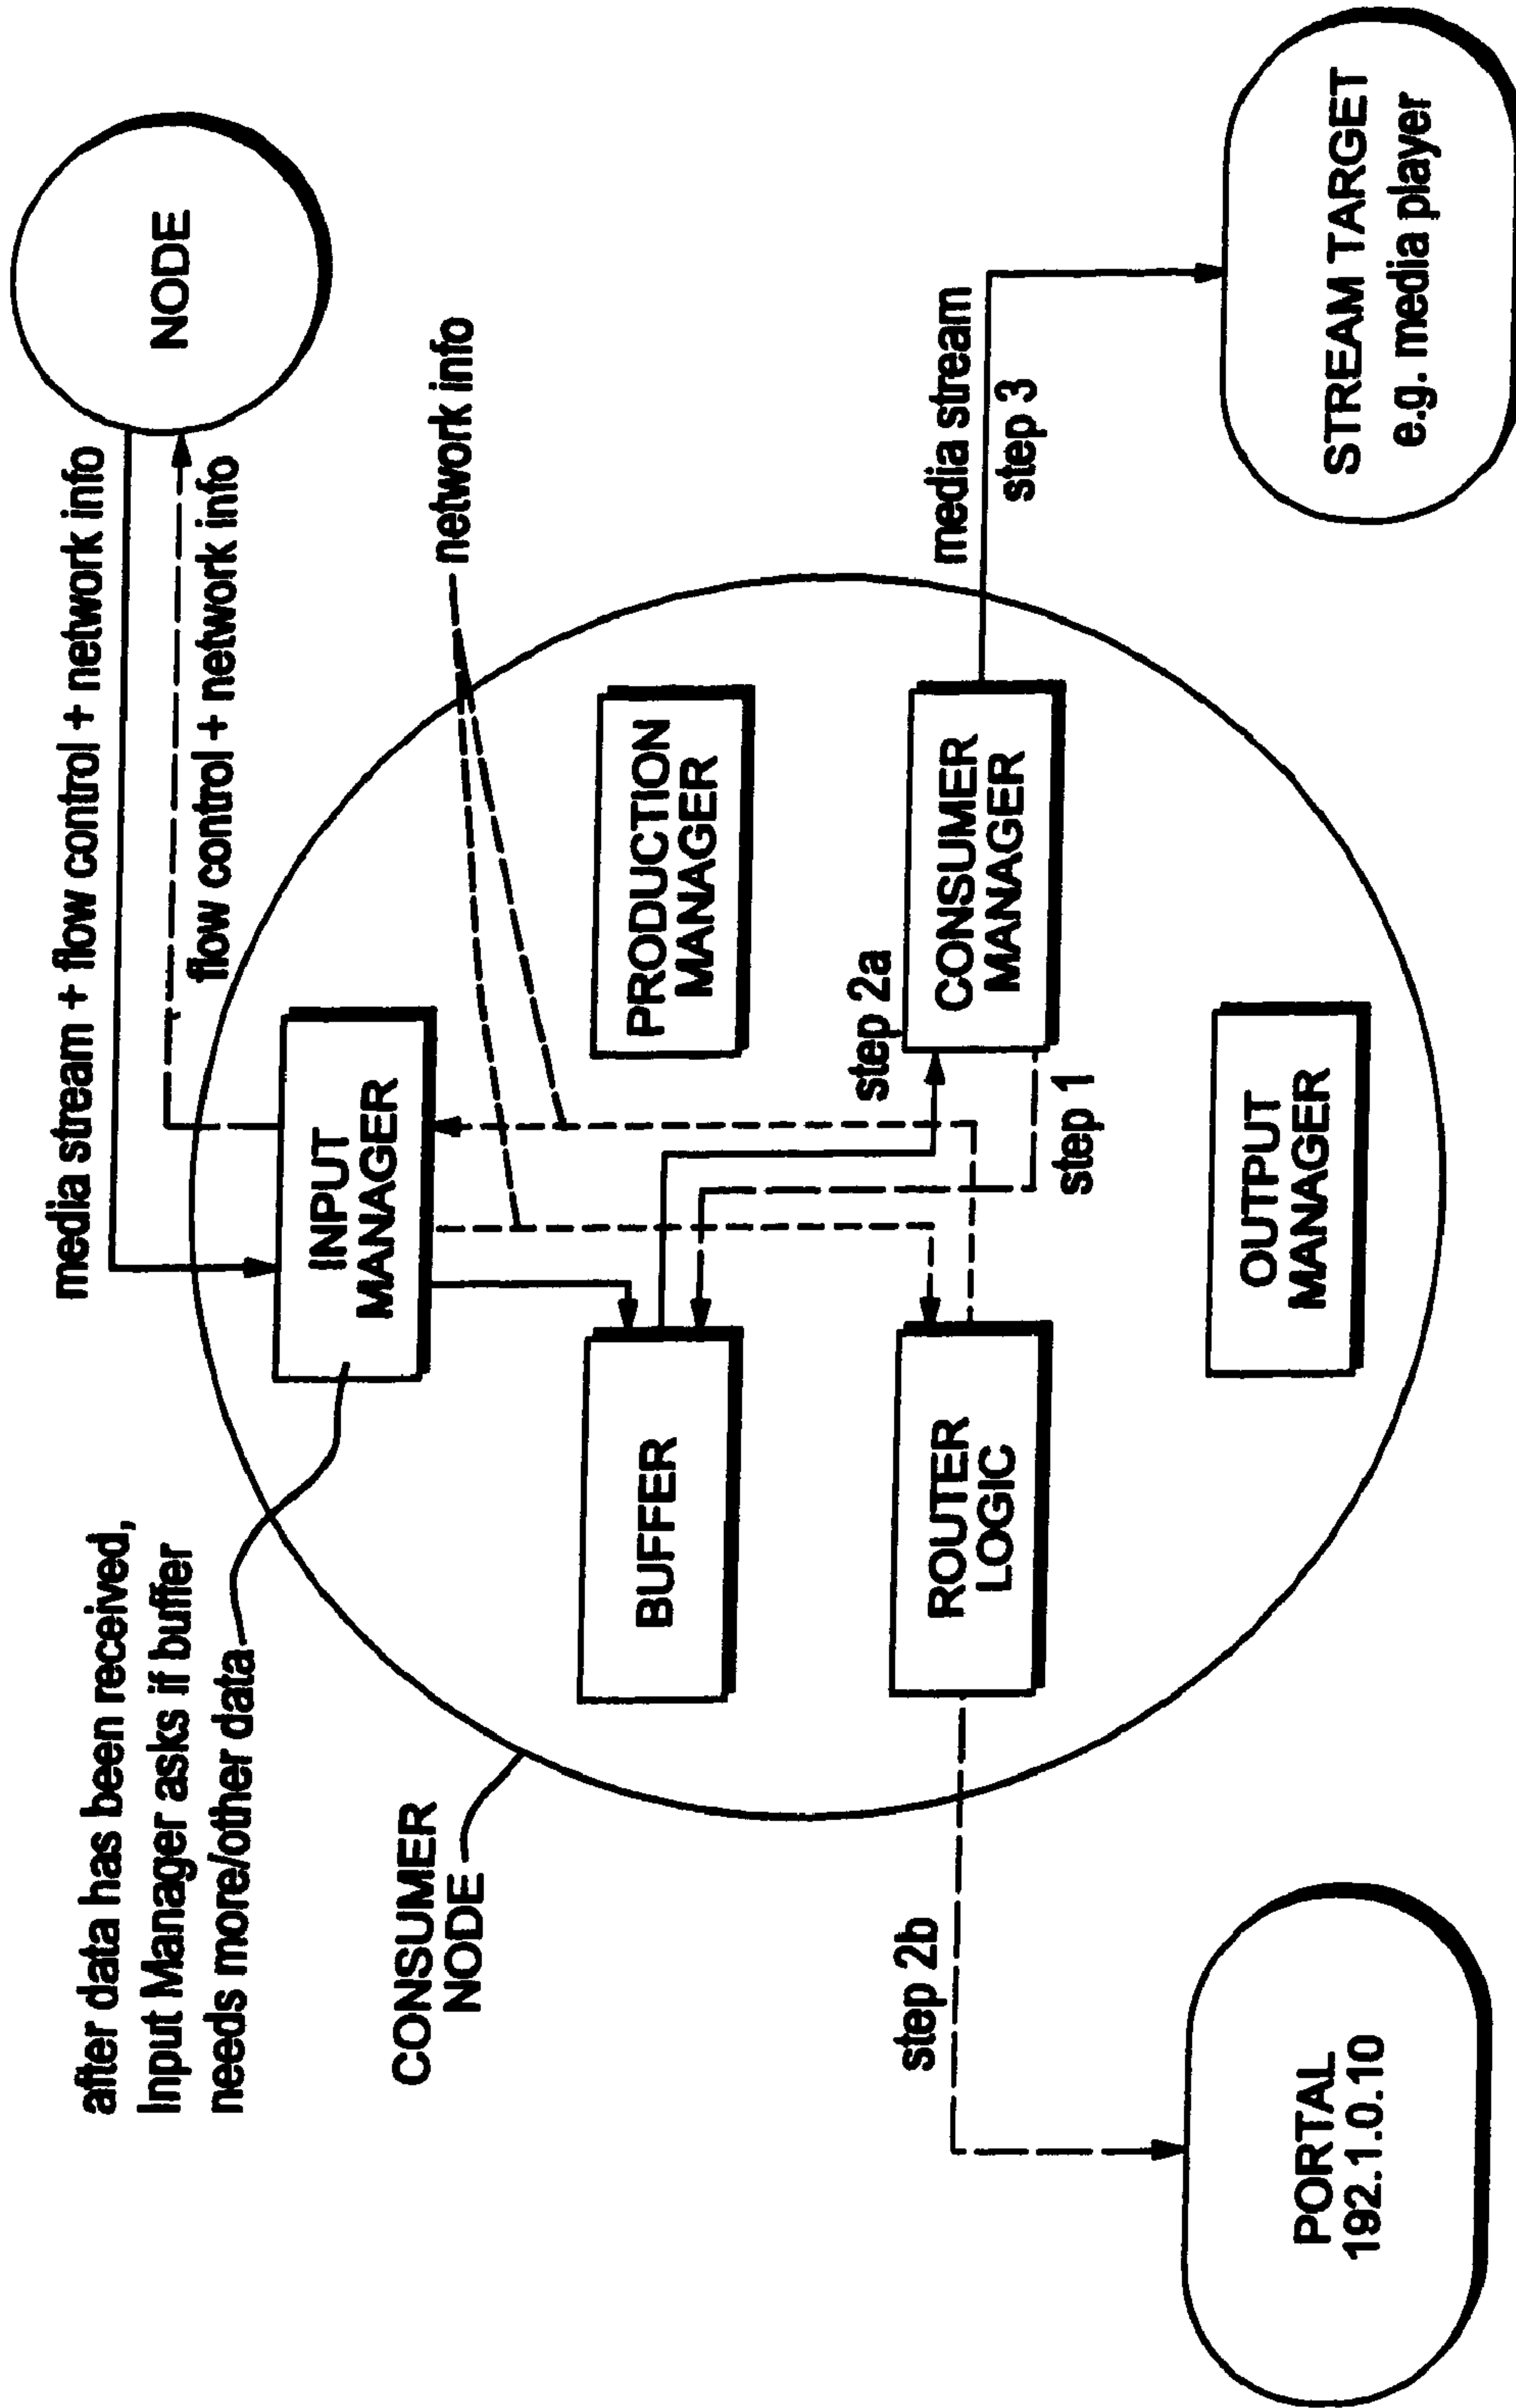 after data has been received,
Input Manager asks if buffer
needs more/other data
media stream + flow control + network info
flow control + network info
NODE
CONSUMER
NODE
INPUT
MANAGER
network info
BUFFER
PRODUCTION
MANAGER
step 2a
ROUTER
LOGIC
CONSUMER
MANAGER
step 1
media stream
step 3
step 2b
OUTPUT
MANAGER
PORTAL
192.1.0.10
STREAM TARGET
e.g. media player